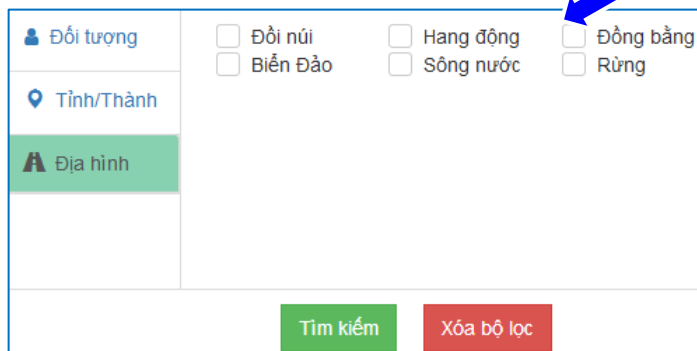 Đối tượng
Đồi núi Hang động Đồng bằng
Biển Đảo Sông nước Rừng
Tỉnh/Thành
Địa hình
Tìm kiếm Xóa bộ lọc